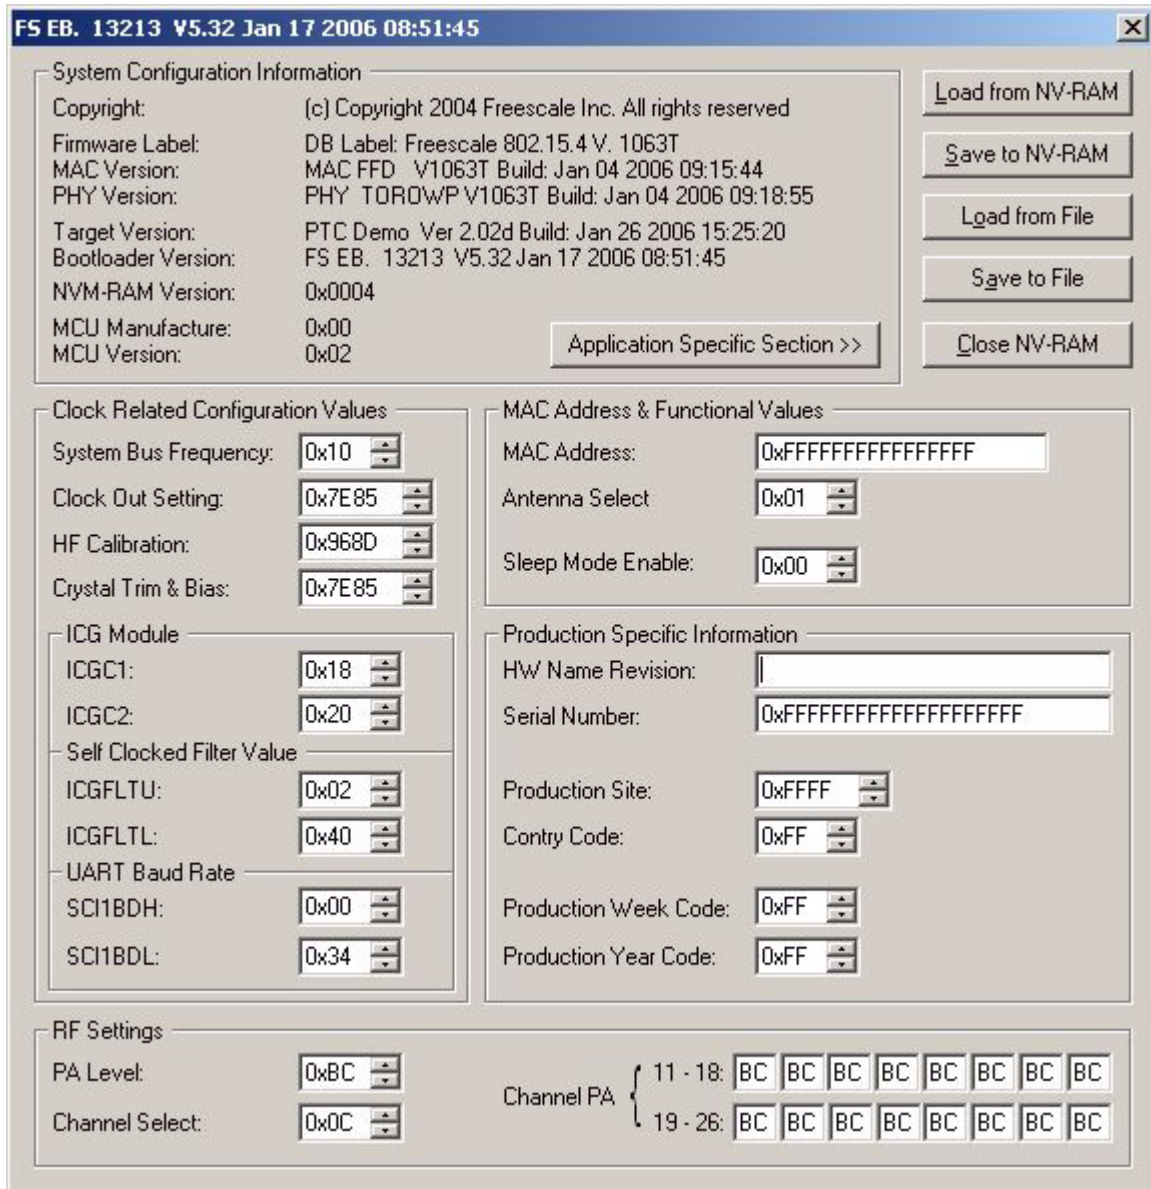 FS EB. 13213 V5.32 Jan 17 2006 08:51:45
System Configuration Information
Copyright: (c) Copyright 2004 Freescale Inc. All rights reserved
Firmware Label: DB Label: Freescale 802.15.4 V. 1063T
MAC Version: MAC FFD V1063T Build: Jan 04 2006 09:15:44
PHY Version: PHY TOROWP V1063T Build: Jan 04 2006 09:18:55
Target Version: PTC Demo Ver 2.02d Build: Jan 26 2006 15:25:20
Bootloader Version: FS EB. 13213 V5.32 Jan 17 2006 08:51:45
NVM-RAM Version: 0x0004
MCU Manufacture: 0x00
MCU Version: 0x02
Application Specific Section >>
Load from NV-RAM
Save to NV-RAM
Load from File
Save to File
Close NV-RAM
Clock Related Configuration Values
System Bus Frequency: 0x10
Clock Out Setting: 0x7E85
HF Calibration: 0x968D
Crystal Trim & Bias: 0x7E85
ICG Module
ICGC1: 0x18
ICGC2: 0x20
Self Clocked Filter Value
ICGFLTU: 0x02
ICGFLTL: 0x40
UART Baud Rate
SCI1BDH: 0x00
SCI1BDL: 0x34
MAC Address & Functional Values
MAC Address: 0xFFFFFFFFFFFFFFFF
Antenna Select 0x01
Sleep Mode Enable: 0x00
Production Specific Information
HW Name Revision:
Serial Number: 0xFFFFFFFFFFFFFFFFFFFF
Production Site: 0xFFFF
Contry Code: 0xFF
Production Week Code: 0xFF
Production Year Code: 0xFF
RF Settings
PA Level: 0xBC
Channel Select: 0x0C
Channel PA
11 - 18: BC BC BC BC BC BC BC BC
19 - 26: BC BC BC BC BC BC BC BC